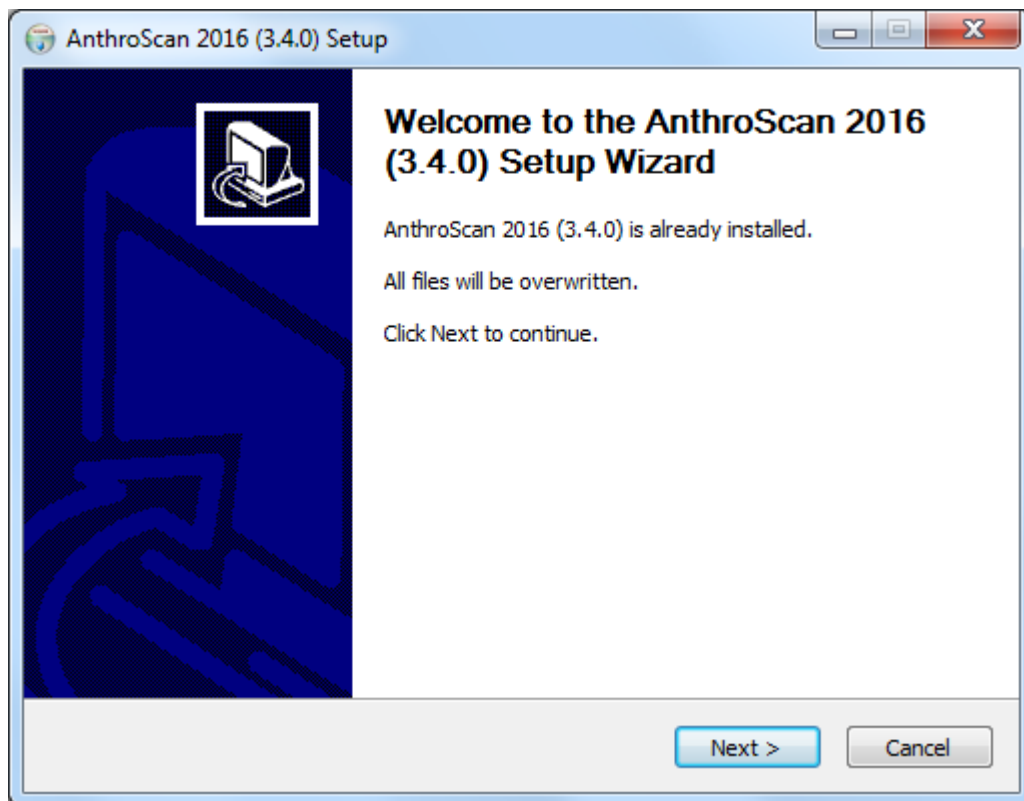 AnthroScan 2016 (3.4.0) Setup
Welcome to the AnthroScan 2016
(3.4.0) Setup Wizard
AnthroScan 2016 (3.4.0) is already installed.
All files will be overwritten.
Click Next to continue.
Next >
Cancel